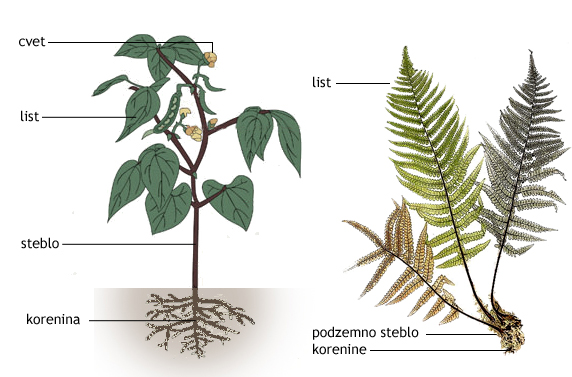 cvet
list
steblo
korenina
list
podzemno steblo
korenine